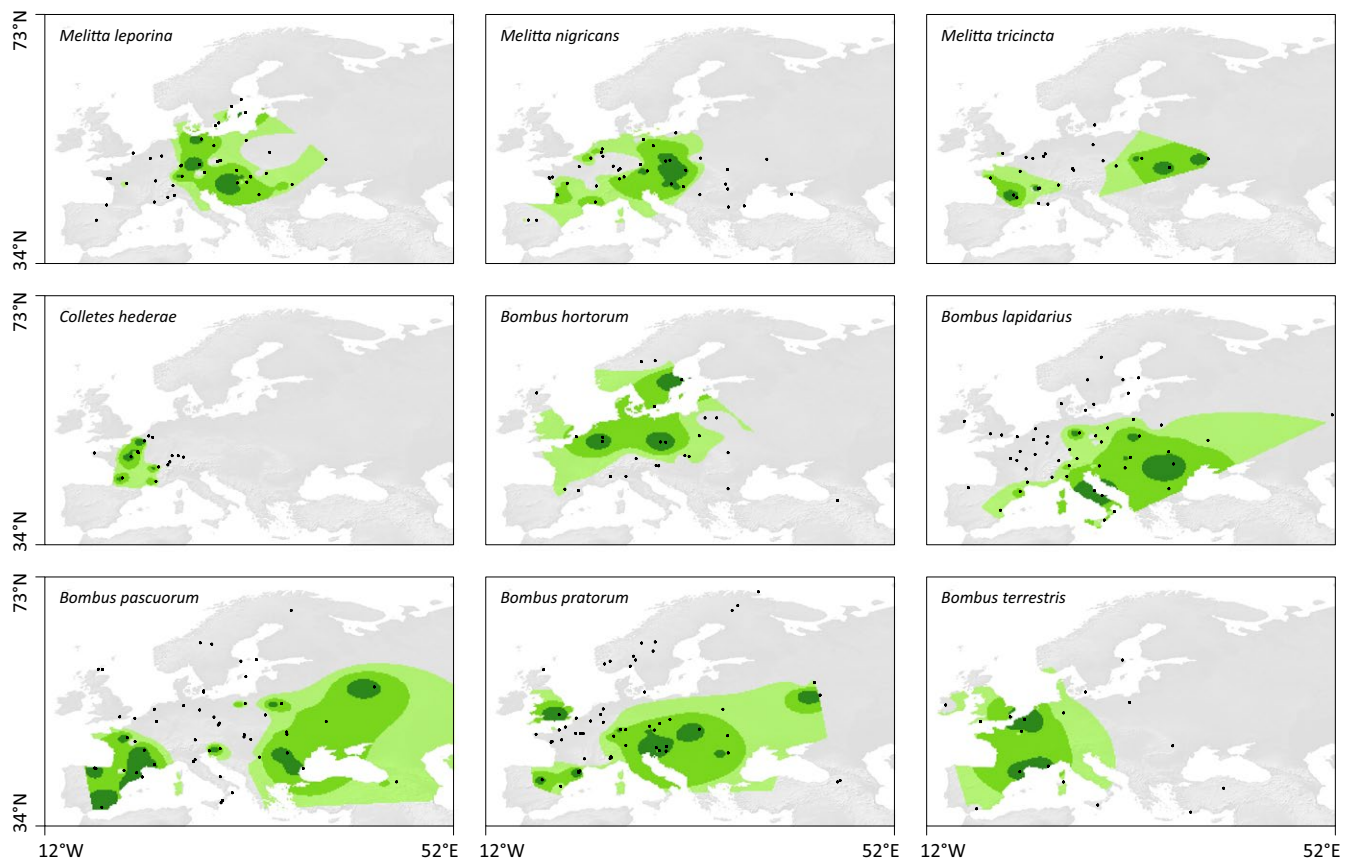 73°N
Melitta leporina
Melitta nigricans
Melitta tricincta
34°N
73°N
Colletes hederae
Bombus hortorum
Bombus lapidarius
34°N
73°N
Bombus pascuorum
Bombus pratorum
Bombus terrestris
34°N
12°W
52°E
12°W
52°E
12°W
52°E